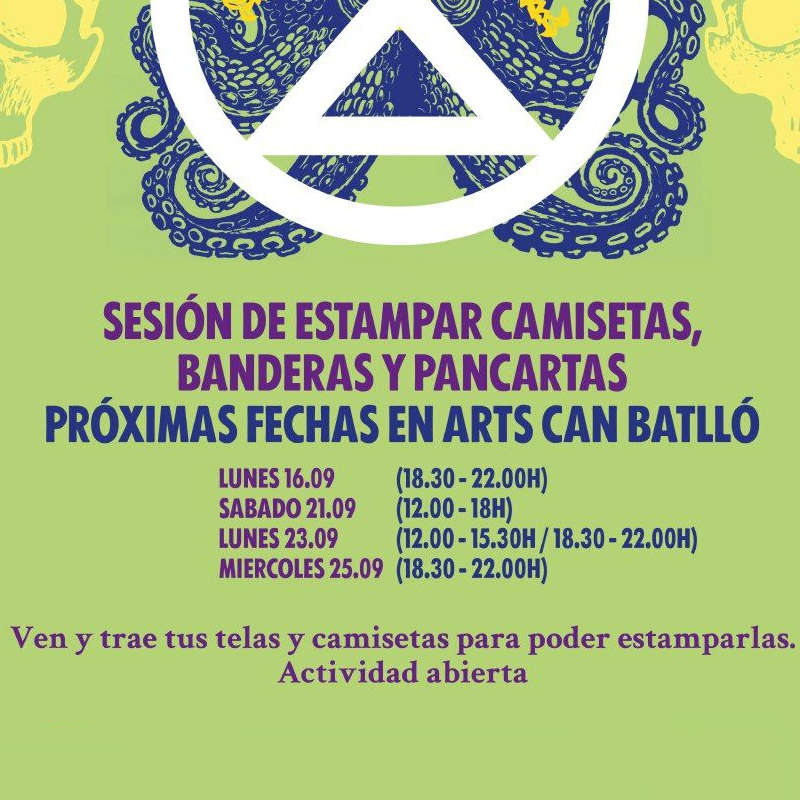 SESIÓN DE ESTAMPAR CAMISETAS,
BANDERAS Y PANCARTAS
PRÓXIMAS FECHAS EN ARTS CAN BATLLÓ
LUNES 16.09 (18.30 - 22.00H)
SABADO 21.09 (12.00 - 18H)
LUNES 23.09 (12.00 - 15.30H / 18.30 - 22.00H)
MIERCOLES 25.09 (18.30 - 22.00H)
Ven y trae tus telas y camisetas para poder estamparlas.
Actividad abierta